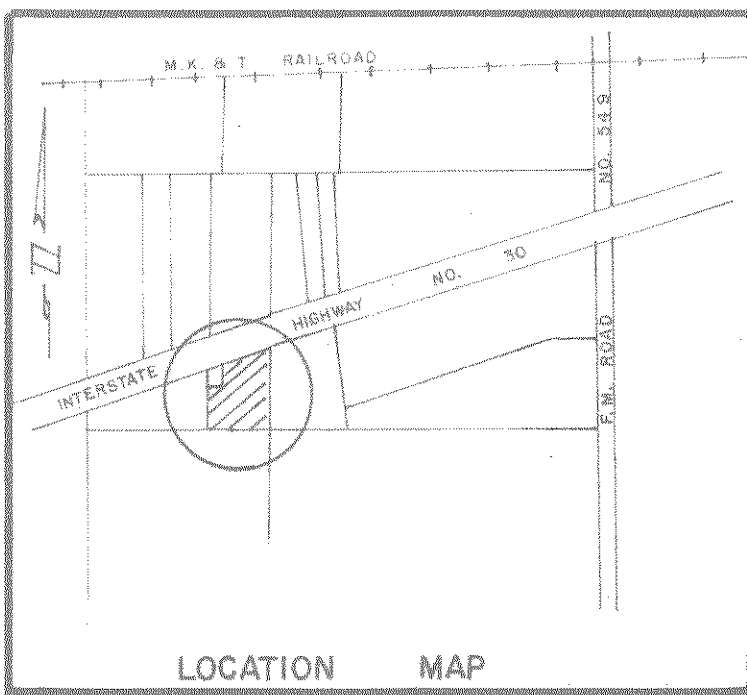 M.K. & T. RAILROAD
NO. 549
INTERSTATE HIGHWAY NO. 30
F.M. ROAD
LOCATION MAP